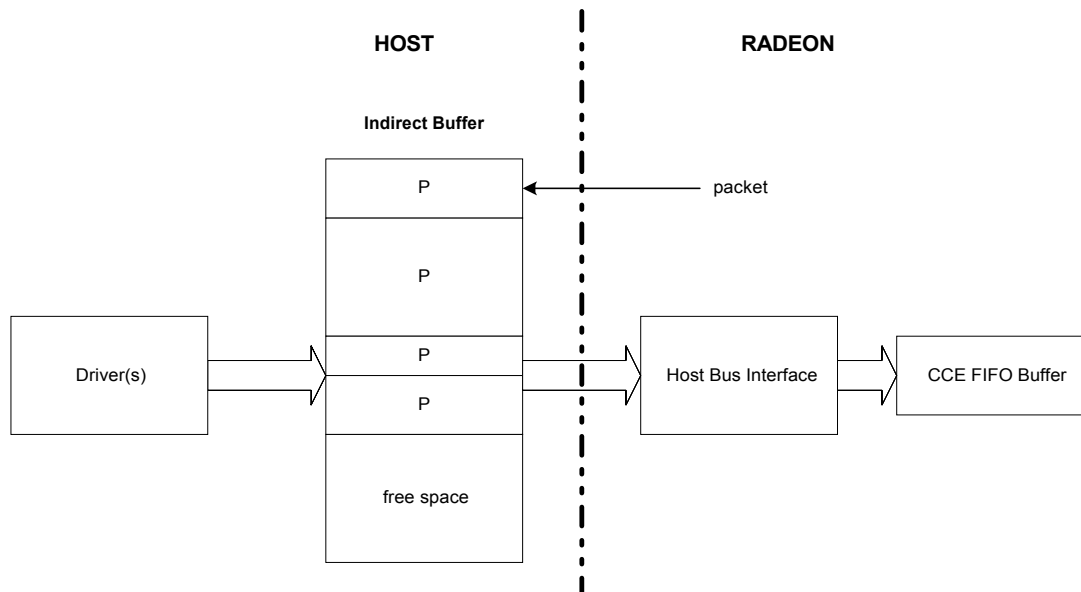 HOST
RADEON
Indirect Buffer
P
packet
P
P
Driver(s)
Host Bus Interface
CCE FIFO Buffer
P
free space